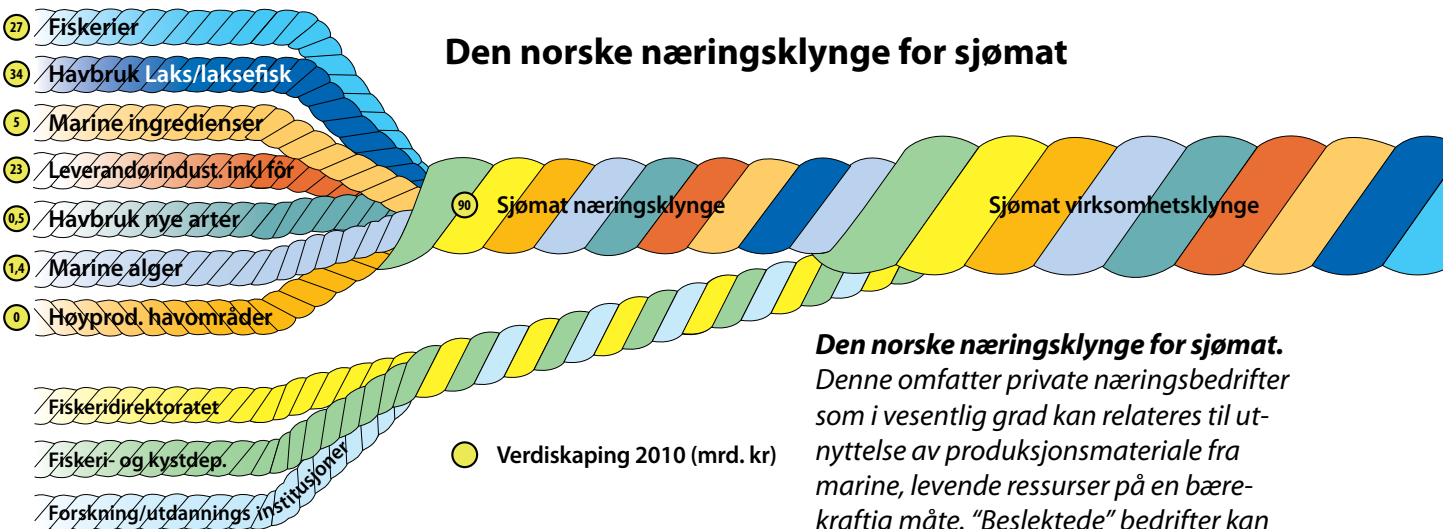 Den norske næringsklynge for sjømat
27 Fiskerier
34 Havbruk Laks/laksefisk
5 Marine ingredienser
23 Leverandørindust. inkl fôr
0,5 Havbruk nye arter
1,4 Marine alger
0 Høyprod. havområder
90 Sjømat næringsklynge
Sjømat virksomhetsklynge
Fiskeridirektoratet
Fiskeri- og kystdep.
Forskning/utdannings institusjoner
Verdiskaping 2010 (mrd. kr)
Den norske næringsklynge for sjømat.
Denne omfatter private næringsbedrifter
som i vesentlig grad kan relateres til ut-
nyttelse av produksjonsmateriale fra
marine, levende ressurser på en bære-
kraftig måte. “Beslektede” bedrifter kan